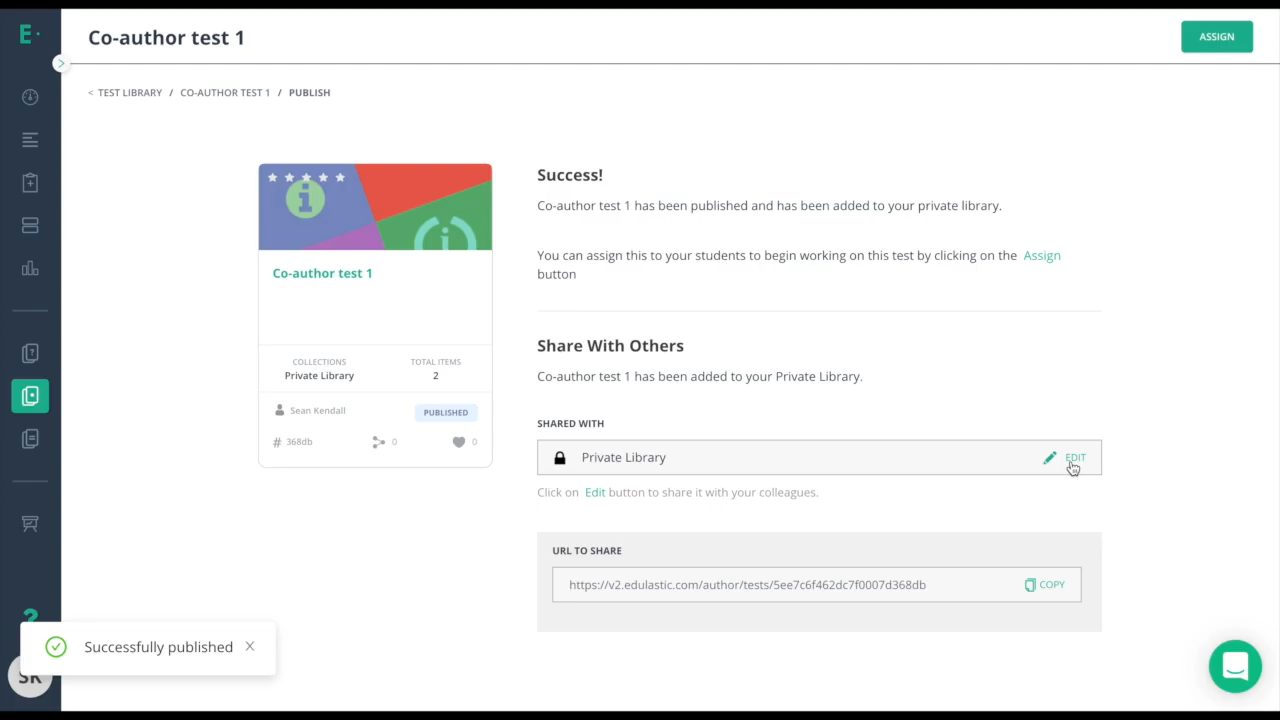 E
Co-author test 1
ASSIGN
>
< TEST LIBRARY / CO-AUTHOR TEST 1 / PUBLISH
Co-author test 1
COLLECTIONS
Private Library
TOTAL ITEMS
2
Sean Kendall
PUBLISHED
# 368db
0
0
Success!
Co-author test 1 has been published and has been added to your private library.
You can assign this to your students to begin working on this test by clicking on the Assign
button
Share With Others
Co-author test 1 has been added to your Private Library.
SHARED WITH
Private Library
EDIT
Click on Edit button to share it with your colleagues.
URL TO SHARE
https://v2.edulastic.com/author/tests/5ee7c6f462dc7f0007d368db
COPY
?
Successfully published
SK